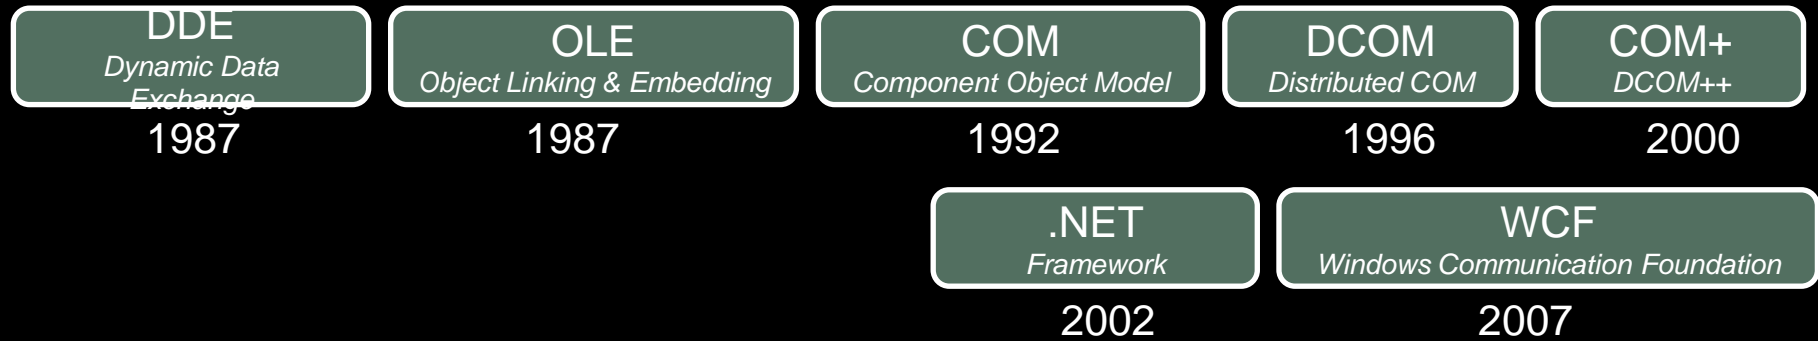 DDE
Dynamic Data
Exchange
1987
OLE
Object Linking & Embedding
1987
COM
Component Object Model
1992
DCOM
Distributed COM
1996
COM+
DCOM++
2000
.NET
Framework
2002
WCF
Windows Communication Foundation
2007